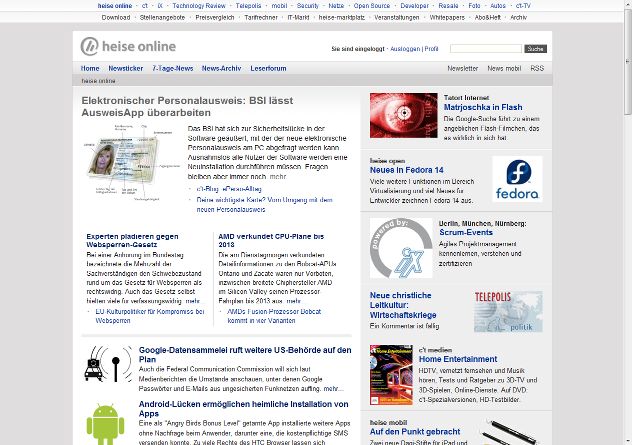 heise online · c't · iX · Technology Review · Telepolis · mobil · Security · Netze · Open Source · Developer · Resale · Foto · Autos · c't-TV
Download · Stellenangebote · Preisvergleich · Tarifrechner · IT-Markt · heise-marktplatz · Veranstaltungen · Whitepapers · Abo&Heft · Archiv
heise online
Sie sind eingeloggt · Ausloggen | Profil
Suche
Home Newsticker 7-Tage-News News-Archiv Leserforum
Newsletter News mobil RSS
heise online
Elektronischer Personalausweis: BSI lässt
AusweisApp überarbeiten
Das BSI hat sich zur Sicherheitslücke in der
Software geäußert, mit der der neue elektronische
Personalausweis am PC abgefragt werden kann.
Ausnahmslos alle Nutzer der Software werden eine
Neuinstallation durchführen müssen. Fragen
bleiben aber immer noch. mehr...
c't-Blog: ePerso-Alltag
Deine wichtigste Karte? Vom Umgang mit dem
neuen Personalausweis
Experten plädieren gegen
Websperren-Gesetz
Bei einer Anhörung im Bundestag
bezeichnete die Mehrzahl der
Sachverständigen den Schwebezustand
rund um das Gesetz für Websperren als
rechtswidrig. Auch das Gesetz selbst
hielten viele für verfassungswidrig. mehr...
EU-Kulturpolitiker für Kompromiss bei
Websperren
AMD verkündet CPU-Pläne bis
2013
Die am Dienstagmorgen verkündeten
Detailinformationen zu den Bobcat-APUs
Ontario und Zacate waren nur Vorboten,
inzwischen breitete Chiphersteller AMD
im Silicon Valley seinen Prozessor-
Fahrplan bis 2013 aus. mehr...
AMDs Fusion-Prozessor Bobcat
kommt in vier Varianten
Google-Datensammelei ruft weitere US-Behörde auf den
Plan
Auch die Federal Communication Commission will sich laut
Medienberichten die Umstände anschauen, unter denen Google
Passwörter und E-Mails aus ungesicherten Funknetzen auffing. mehr...
Android-Lücken ermöglichen heimliche Installation von
Apps
Eine als "Angry Birds Bonus Level" getarnte App installierte weitere Apps
ohne Nachfrage beim Anwender, darunter eine, die kostenpflichtige SMS
versenden konnte. Zu viele Rechte des HTC Browser lassen sich
Tatort Internet
Matrjoschka in Flash
Die Google-Suche führt zu einem
angeblichen Flash-Filmchen, das
es wirklich in sich hat.
heise open
Neues in Fedora 14
Viele weitere Funktionen im Bereich
Virtualisierung und viel Neues für
Entwickler zeichnen Fedora 14 aus.
fedora
powered by:
iX
Berlin, München, Nürnberg:
Scrum-Events
Agiles Projektmanagement
kennenlernen, verstehen und
zertifizieren
Neue christliche
Leitkultur:
Wirtschaftskriege
Ein Kommentar ist fällig.
TELEPOLIS
politik
c't medien
Home Entertainment
HDTV, vernetzt fernsehen und Musik
hören, Tests und Ratgeber zu 3D-TV und
3D-Spielen, Online-Dienste. Auf DVD:
c't-Spezialversionen, HD-Testbilder.
heise mobil
Auf den Punkt gebracht
Zwei neue Dagi-Stifte für iPad und